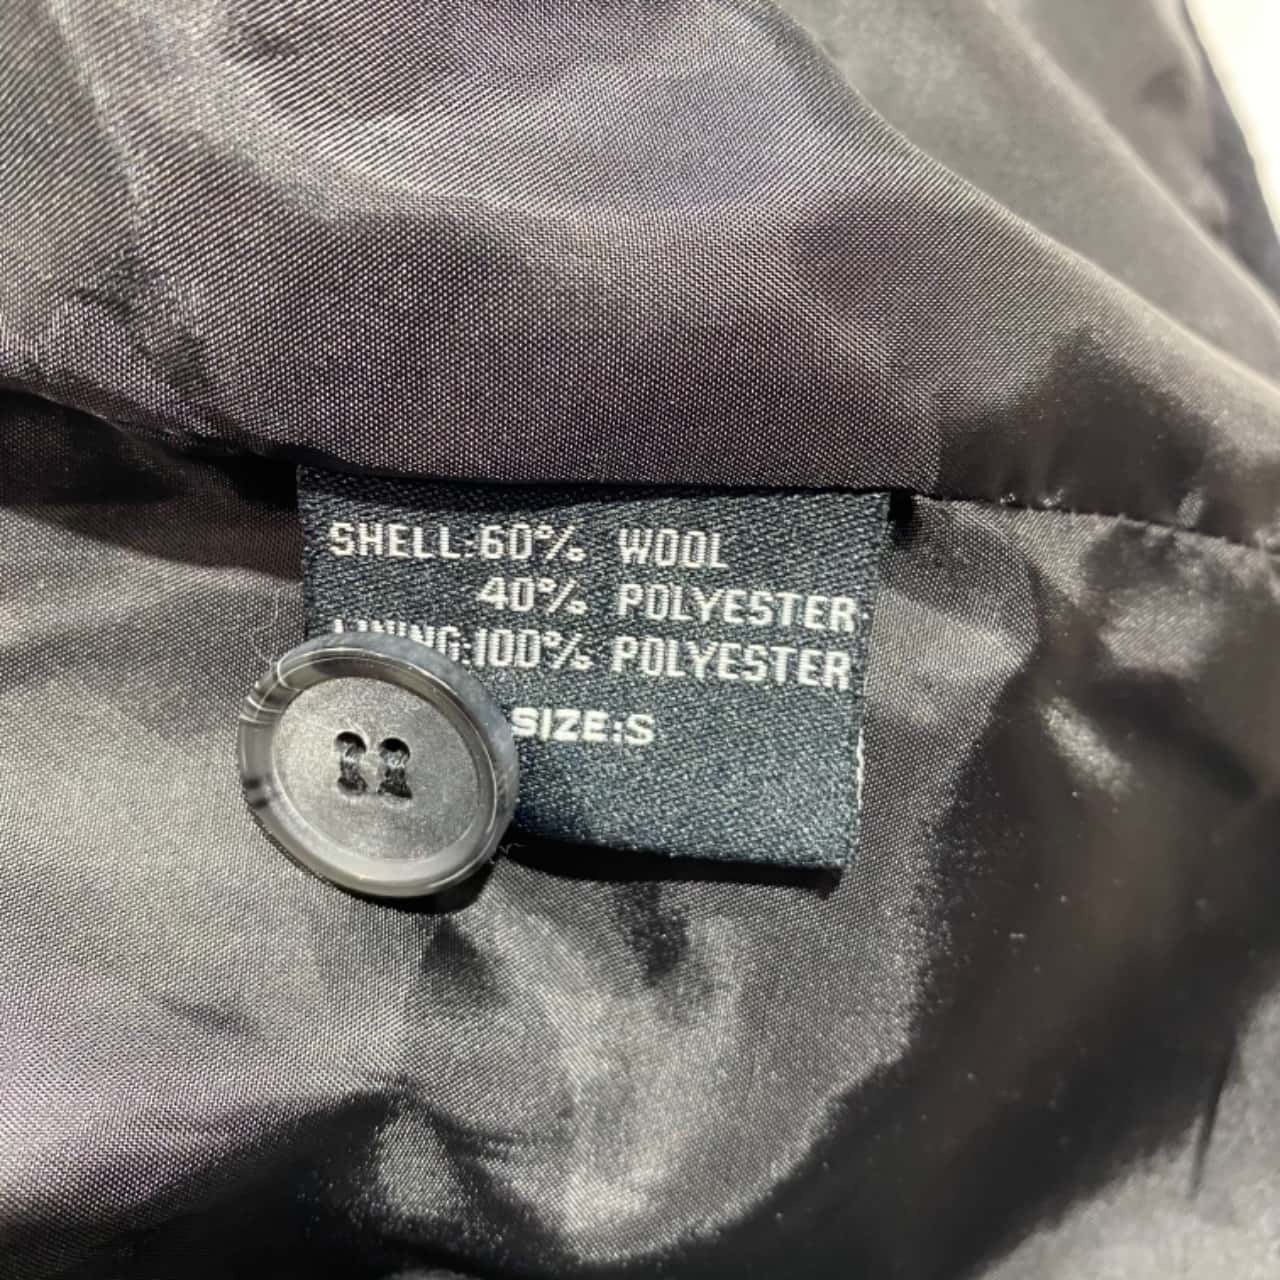 SHELL:60% WOOL
40% POLYESTER
LINING:100% POLYESTER
SIZE:S